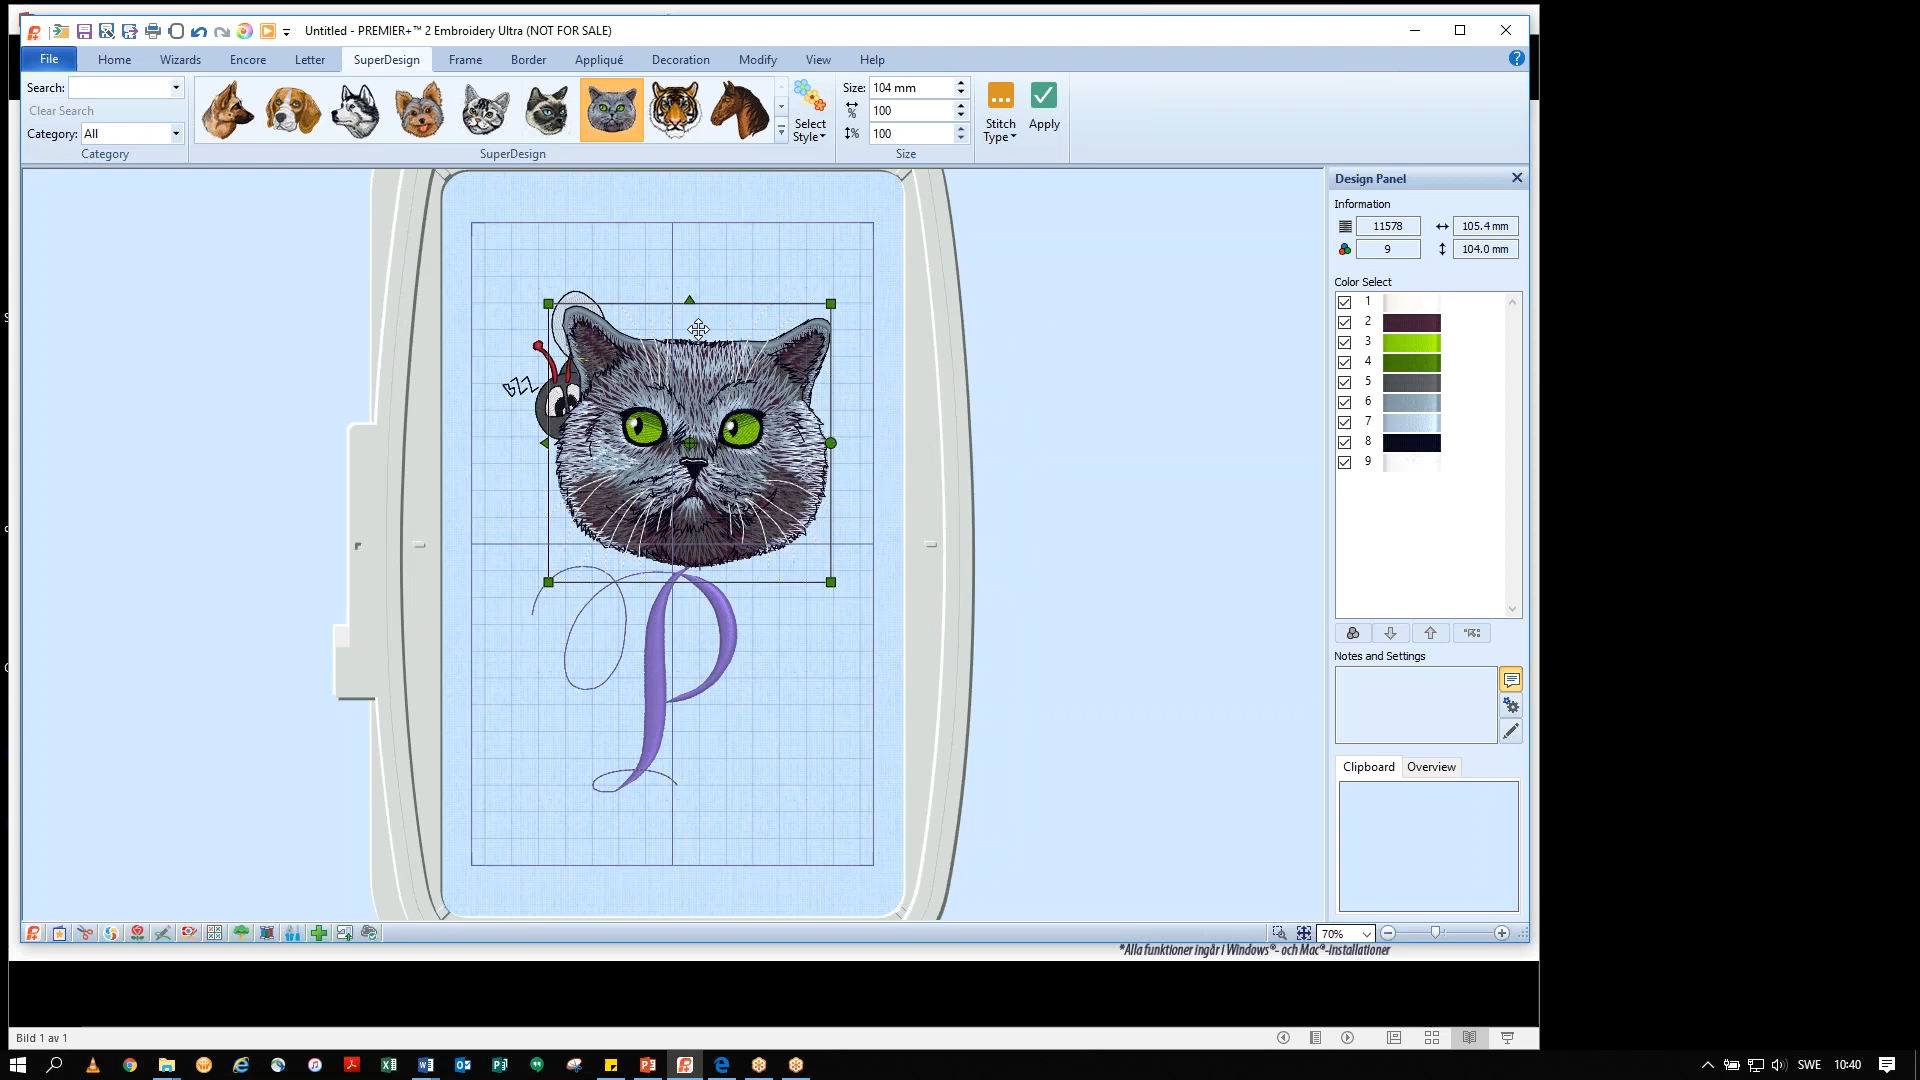 Untitled - PREMIER+™ 2 Embroidery Ultra (NOT FOR SALE)
File Home Wizards Encore Letter SuperDesign Frame Border Appliqué Decoration Modify View Help
Search:
Clear Search
Category: All
Category
SuperDesign
Select Style
Size: 104 mm
100
100
Size
Stitch Type
Apply
BZZ
P
Design Panel
Information
11578 105.4 mm
9 104.0 mm
Color Select
1
2
3
4
5
6
7
8
9
Notes and Settings
Clipboard Overview
70%
*Alla funktioner ingår i Windows®- och Mac®-installationer
Bild 1 av 1
SWE 10:40